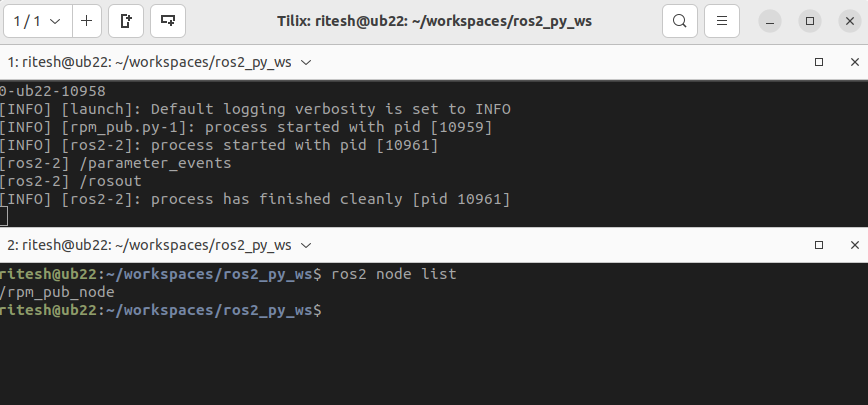 1 / 1
Tilix: ritesh@ub22: ~/workspaces/ros2_py_ws
1: ritesh@ub22: ~/workspaces/ros2_py_ws
0-ub22-10958
[INFO] [launch]: Default logging verbosity is set to INFO
[INFO] [rpm_pub.py-1]: process started with pid [10959]
[INFO] [ros2-2]: process started with pid [10961]
[ros2-2] /parameter_events
[ros2-2] /rosout
[INFO] [ros2-2]: process has finished cleanly [pid 10961]
2: ritesh@ub22: ~/workspaces/ros2_py_ws
ritesh@ub22:~/workspaces/ros2_py_ws$ ros2 node list
/rpm_pub_node
ritesh@ub22:~/workspaces/ros2_py_ws$